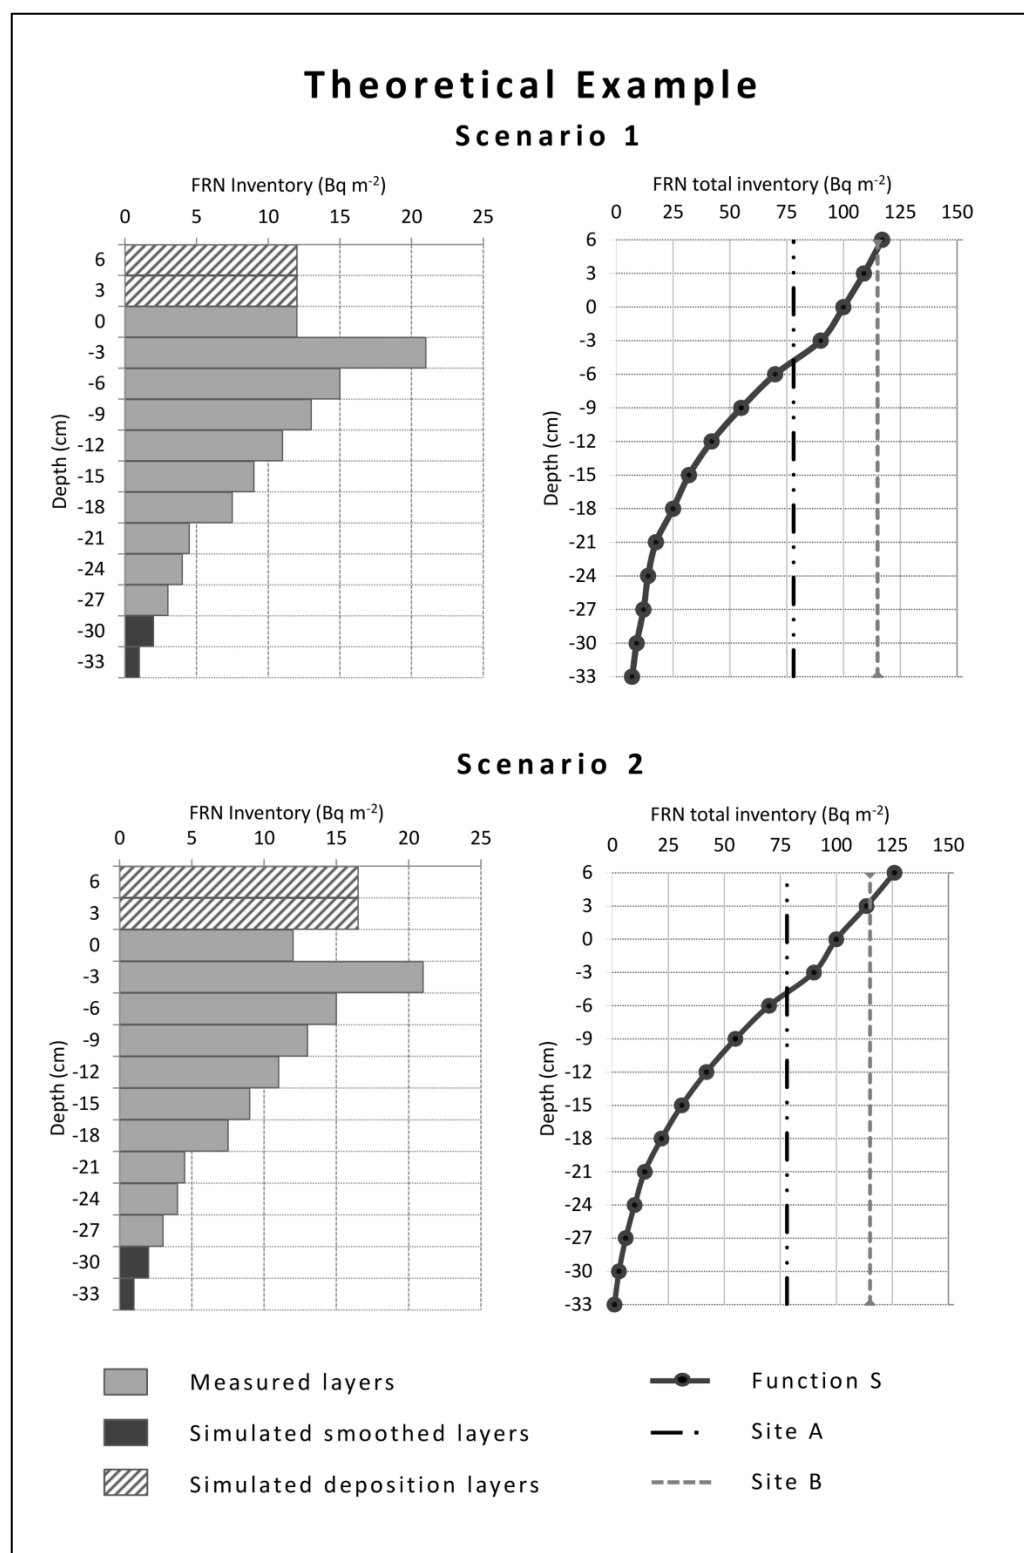 Theoretical Example
Scenario 1
FRN Inventory (Bq m-2)
0 5 10 15 20 25
Depth (cm)
6
3
0
-3
-6
-9
-12
-15
-18
-21
-24
-27
-30
-33
FRN total inventory (Bq m-2)
0 25 50 75 100 125 150
Depth (cm)
6
3
0
-3
-6
-9
-12
-15
-18
-21
-24
-27
-30
-33
Scenario 2
FRN Inventory (Bq m-2)
0 5 10 15 20 25
Depth (cm)
6
3
0
-3
-6
-9
-12
-15
-18
-21
-24
-27
-30
-33
FRN total inventory (Bq m-2)
0 25 50 75 100 125 150
Depth (cm)
6
3
0
-3
-6
-9
-12
-15
-18
-21
-24
-27
-30
-33
Measured layers
Simulated smoothed layers
Simulated deposition layers
Function S
Site A
Site B